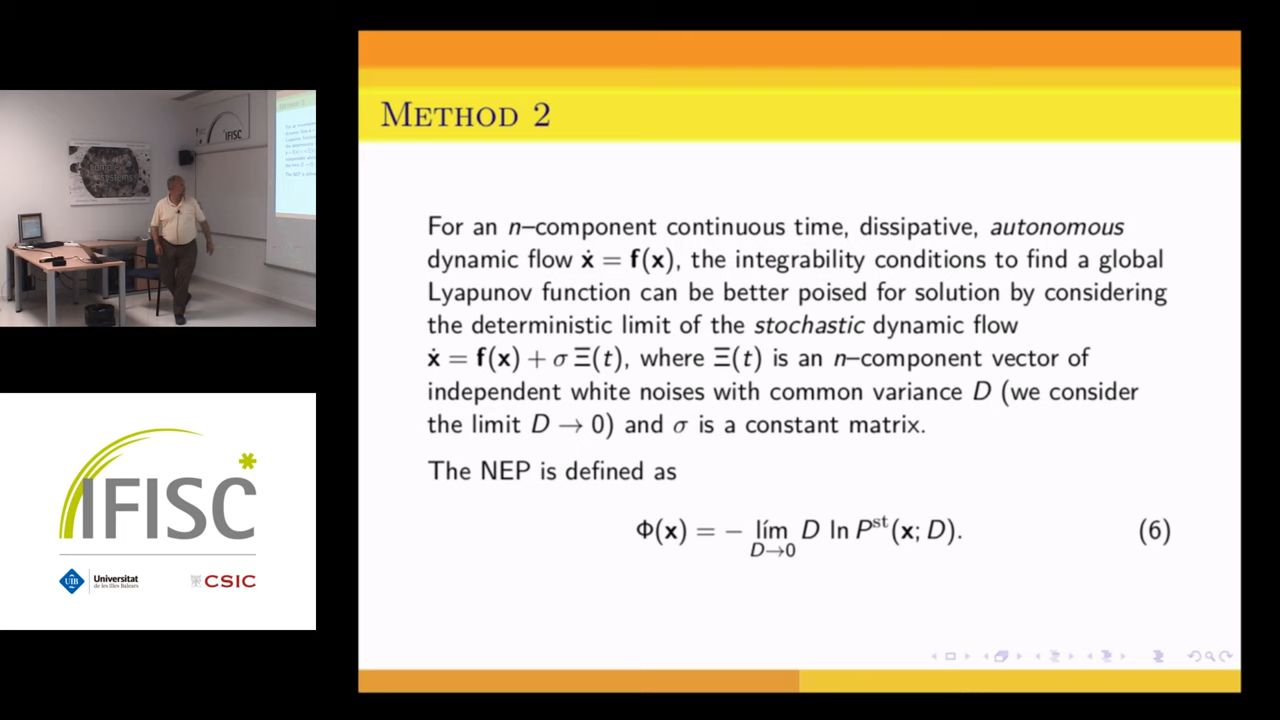 METHOD 2
For an n–component continuous time, dissipative, autonomous
dynamic flow ẋ = f(x), the integrability conditions to find a global
Lyapunov function can be better poised for solution by considering
the deterministic limit of the stochastic dynamic flow
ẋ = f(x) + σ Ξ(t), where Ξ(t) is an n–component vector of
independent white noises with common variance D (we consider
the limit D → 0) and σ is a constant matrix.
The NEP is defined as
Φ(x) = − lím D ln Pˢᵗ(x; D). (6)
D→0
IFISC
IFISC*
UIB Universitat
de les Illes Balears
CSIC